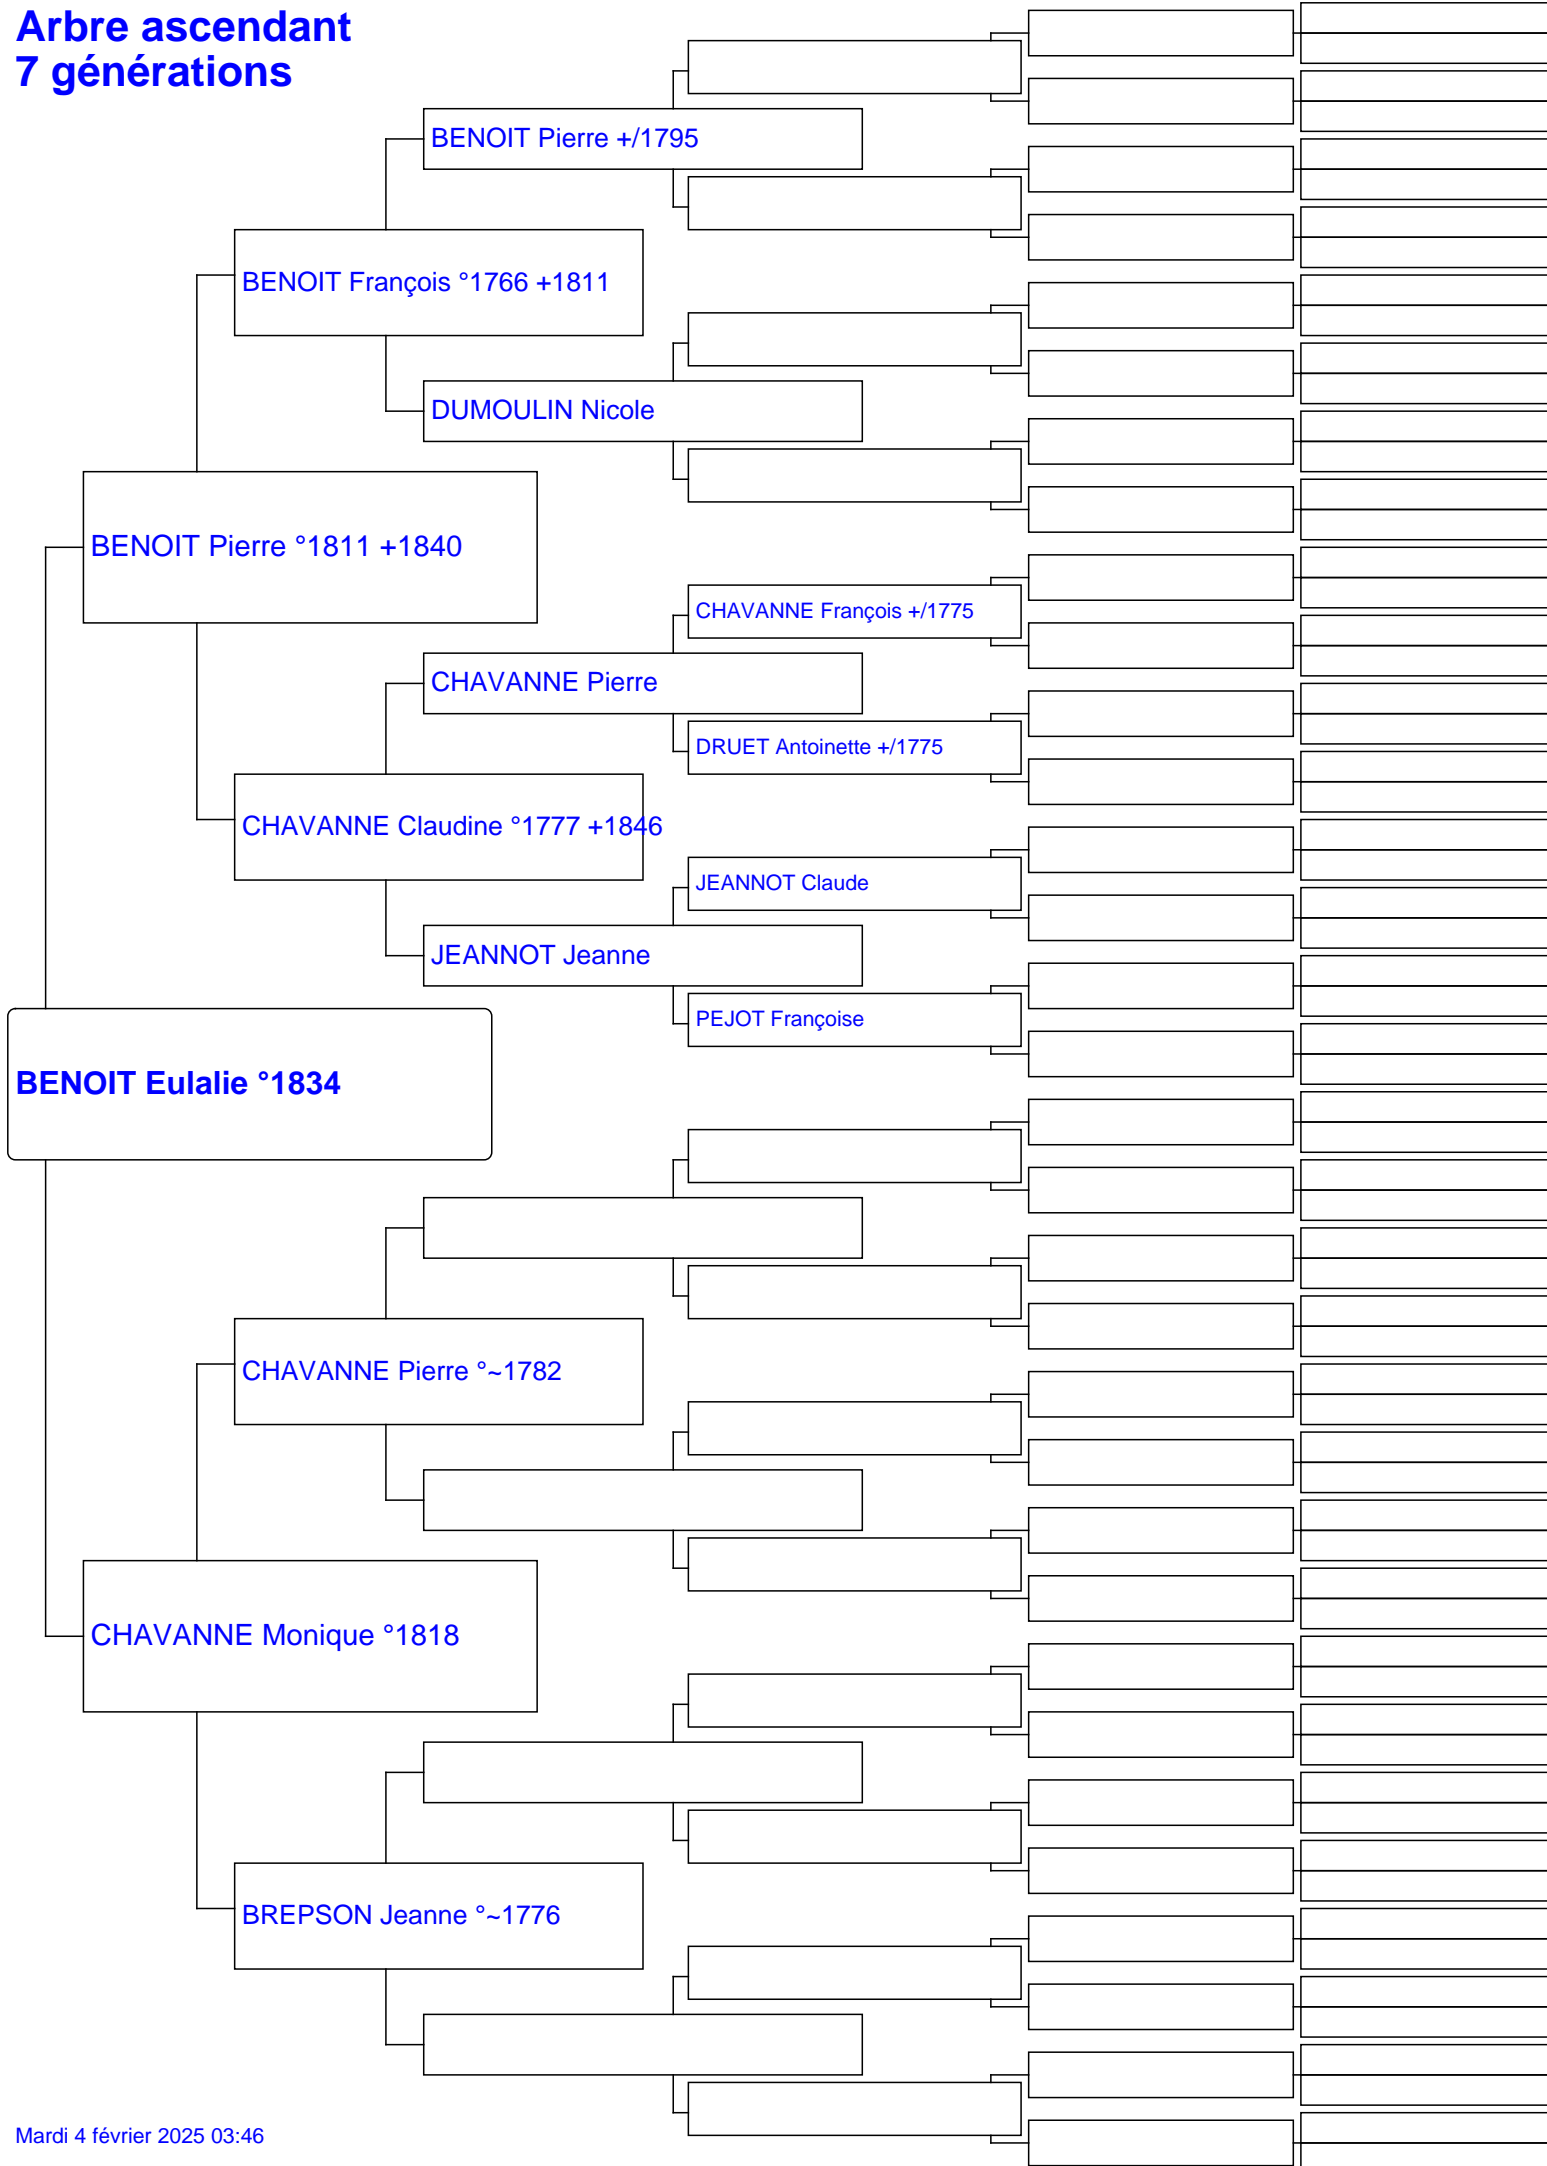 Arbre ascendant
7 générations
BENOIT Pierre +/1795
BENOIT François °1766 +1811
DUMOULIN Nicole
BENOIT Pierre °1811 +1840
CHAVANNE François +/1775
CHAVANNE Pierre
DRUET Antoinette +/1775
CHAVANNE Claudine °1777 +1846
JEANNOT Claude
JEANNOT Jeanne
PEJOT Françoise
BENOIT Eulalie °1834
CHAVANNE Pierre °~1782
CHAVANNE Monique °1818
BREPSON Jeanne °~1776
Mardi 4 février 2025 03:46